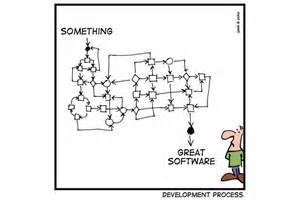 SOMETHING
GREAT
SOFTWARE
DEVELOPMENT PROCESS